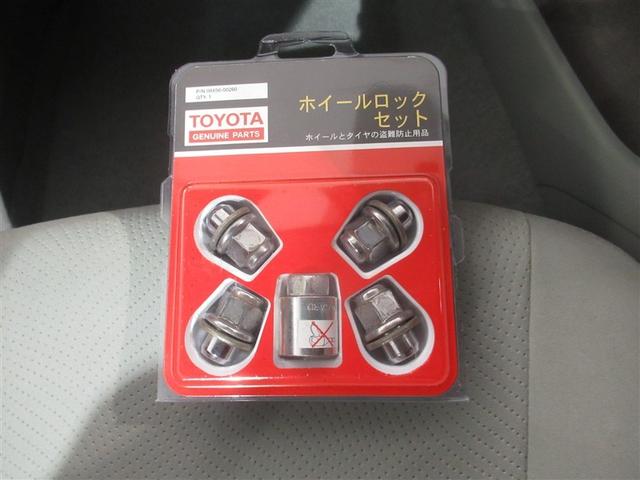 P/N 08456-00260
QTY. 1
TOYOTA
GENUINE PARTS
ホイールロック
セット
ホイールとタイヤの盗難防止用品